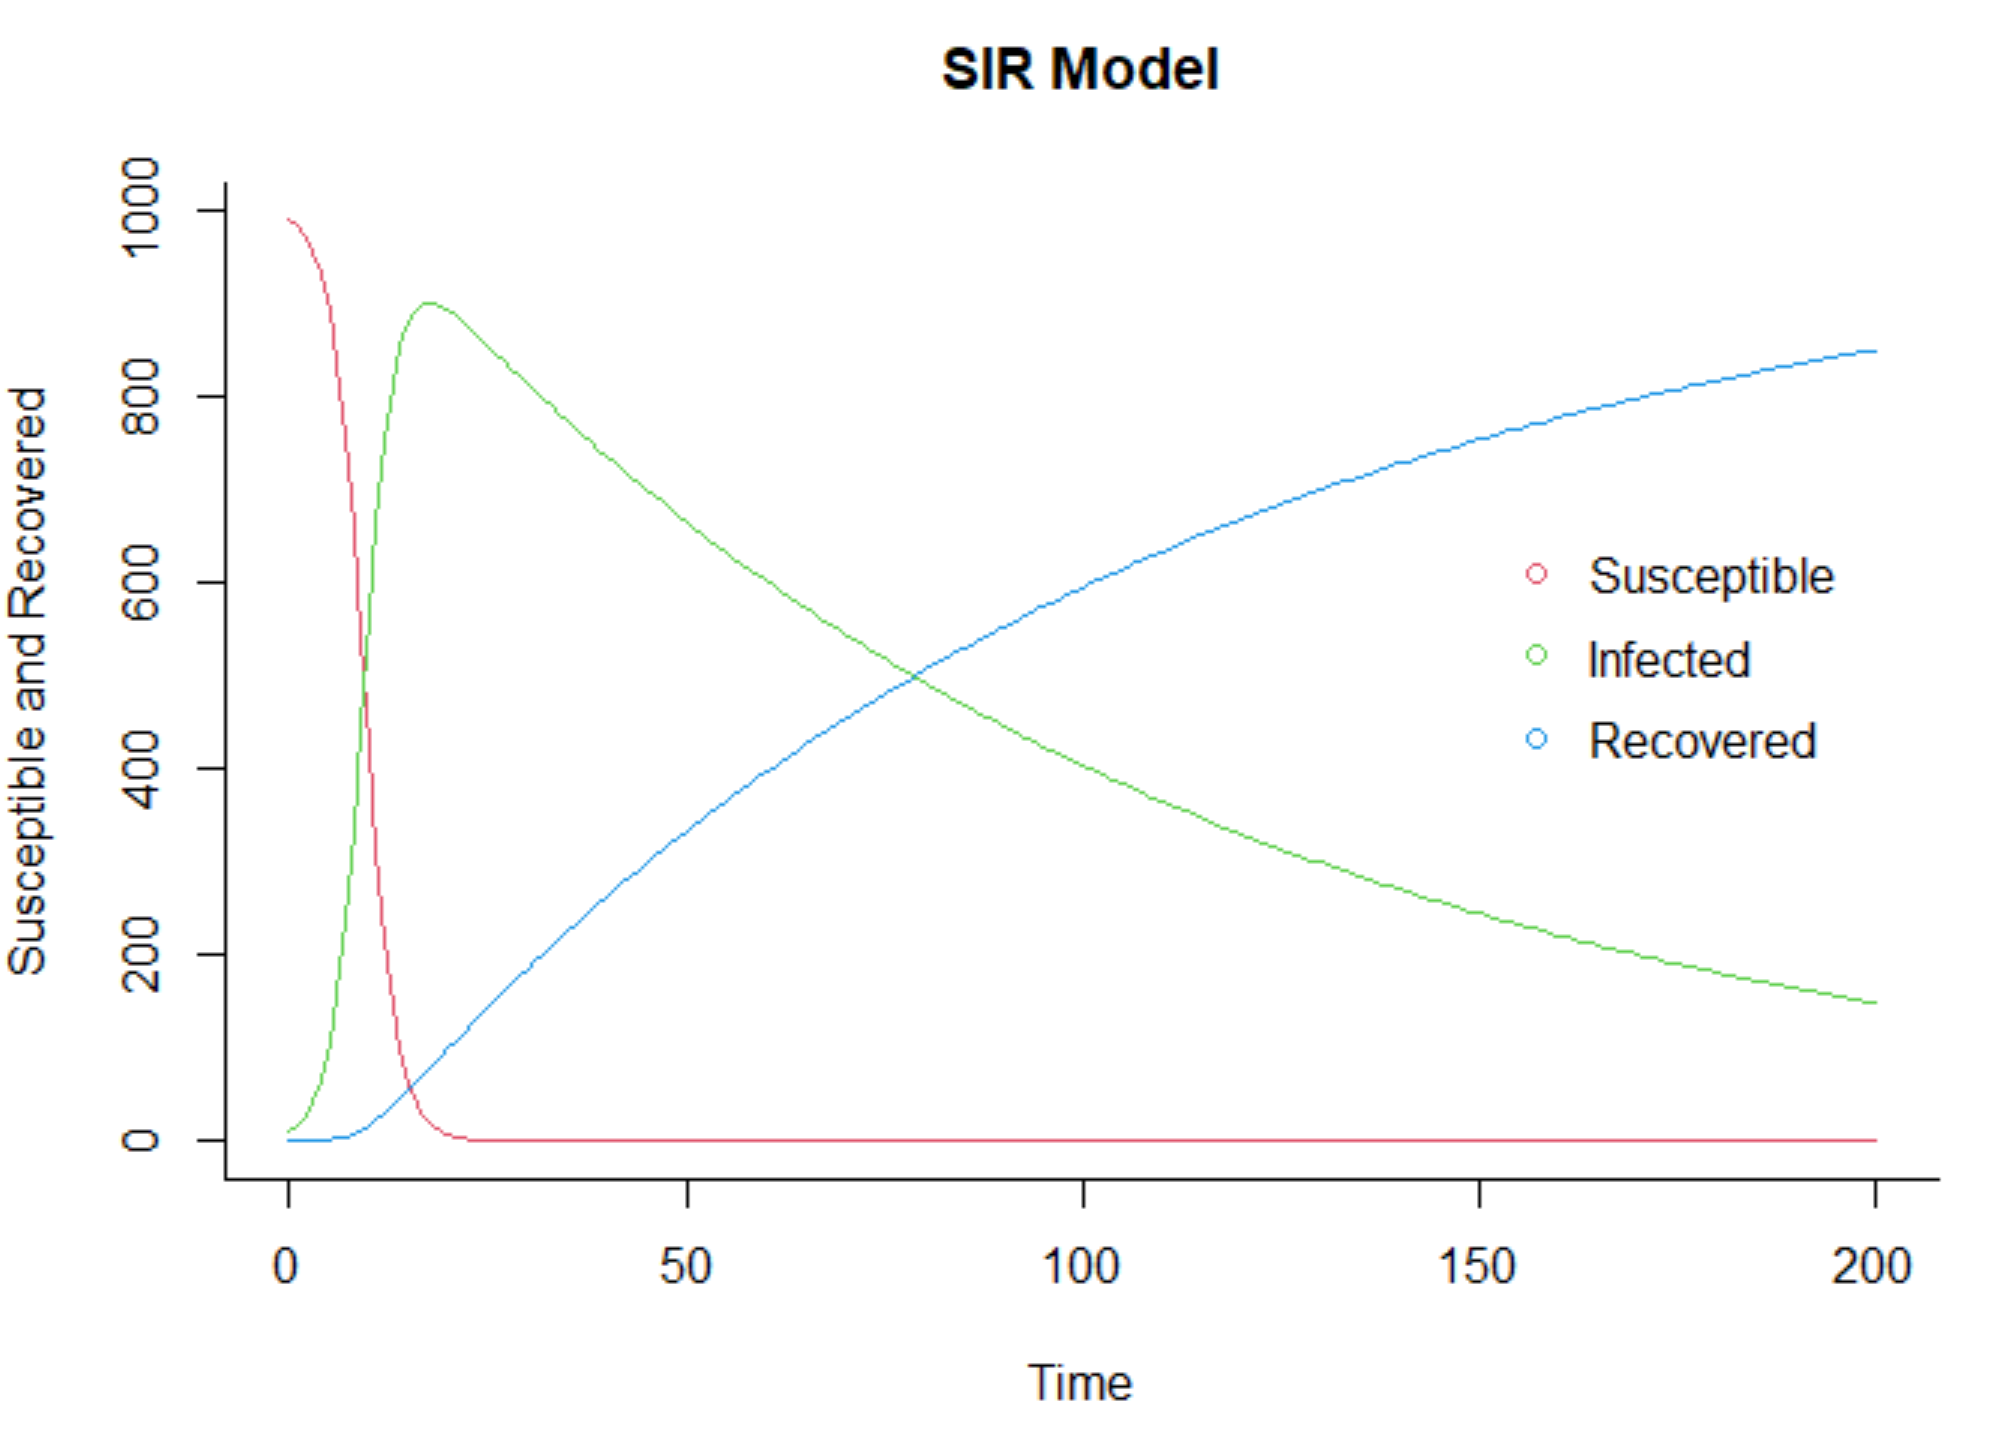 SIR Model
Susceptible and Recovered
1000
800
600
400
200
0
Susceptible
Infected
Recovered
0 50 100 150 200
Time